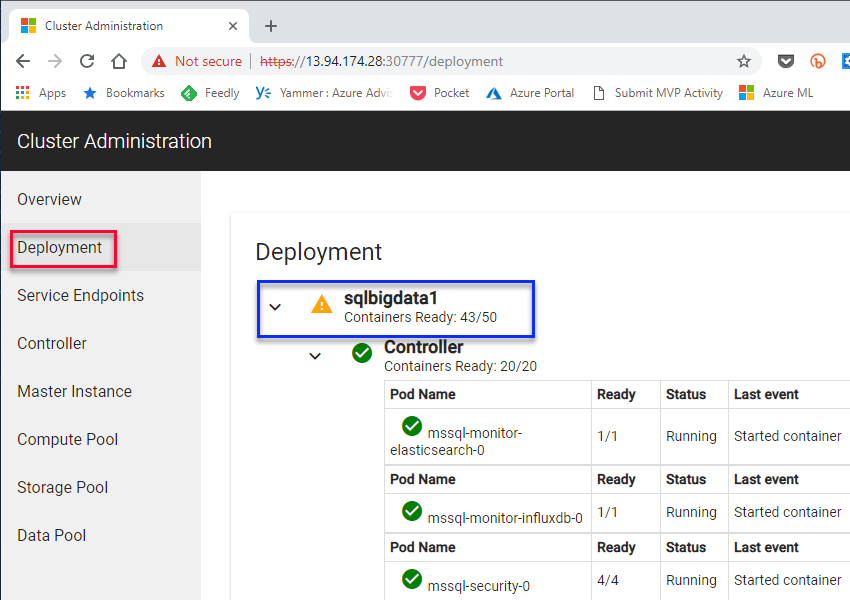 Cluster Administration
Not secure https://13.94.174.28:30777/deployment
Apps Bookmarks Feedly Yammer : Azure Advis Pocket Azure Portal Submit MVP Activity Azure ML
Cluster Administration
Overview
Deployment
Service Endpoints
Controller
Master Instance
Compute Pool
Storage Pool
Data Pool
Deployment
sqlbigdata1
Containers Ready: 43/50
Controller
Containers Ready: 20/20
Pod Name Ready Status Last event
mssql-monitor-
elasticsearch-0 1/1 Running Started container
Pod Name Ready Status Last event
mssql-monitor-influxdb-0 1/1 Running Started container
Pod Name Ready Status Last event
mssql-security-0 4/4 Running Started container